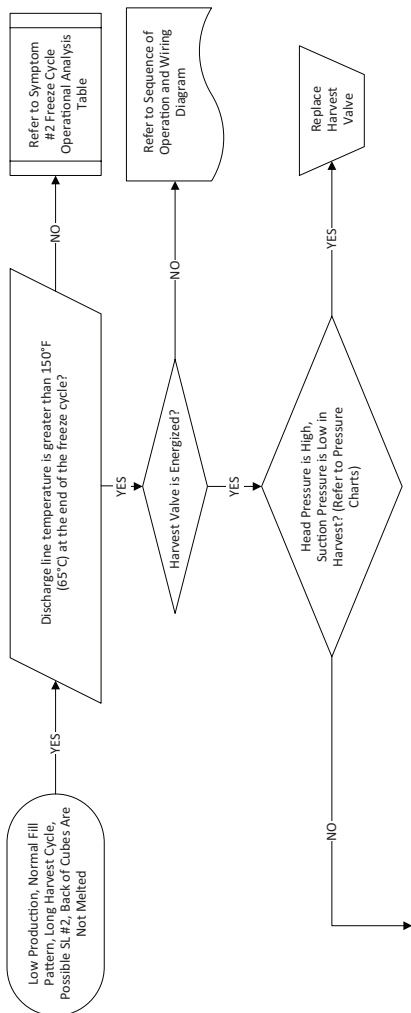 Low Production, Normal Fill
Pattern, Long Harvest Cycle,
Possible SL #2, Back of Cubes Are
Not Melted
YES
Discharge line temperature is greater than 150°F
(65°C) at the end of the freeze cycle?
NO
Refer to Symptom
#2 Freeze Cycle
Operational Analysis
Table
YES
Harvest Valve is Energized?
NO
Refer to Sequence of
Operation and Wiring
Diagram
YES
Head Pressure is High,
Suction Pressure is Low in
Harvest? (Refer to Pressure
Charts)
YES
Replace
Harvest
Valve
NO